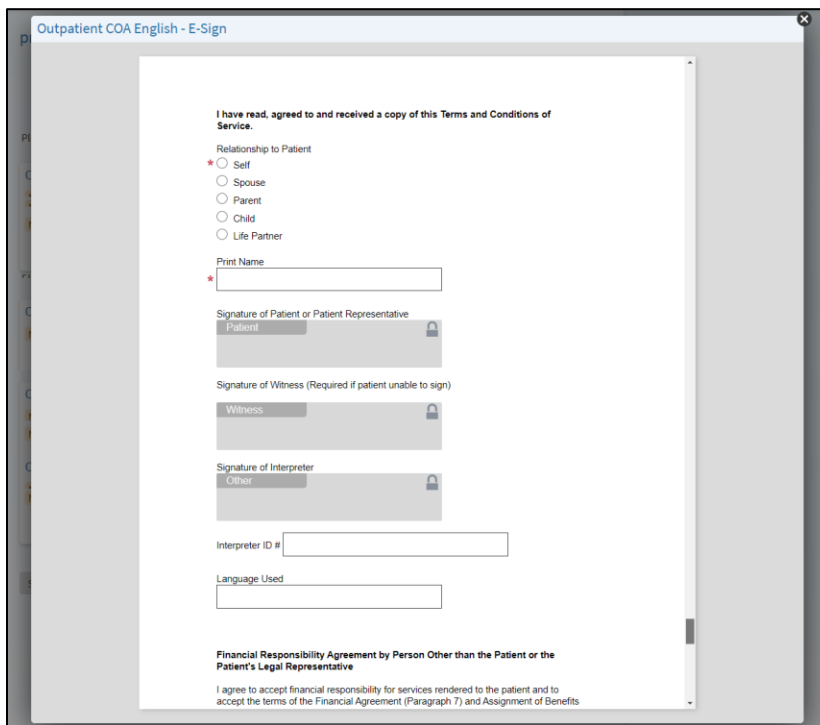 Outpatient COA English - E-Sign
I have read, agreed to and received a copy of this Terms and Conditions of
Service.
Relationship to Patient
* Self
Spouse
Parent
Child
Life Partner
Print Name
*
Signature of Patient or Patient Representative
Patient
Signature of Witness (Required if patient unable to sign)
Witness
Signature of Interpreter
Other
Interpreter ID #
Language Used
Financial Responsibility Agreement by Person Other than the Patient or the
Patient's Legal Representative
I agree to accept financial responsibility for services rendered to the patient and to
accept the terms of the Financial Agreement (Paragraph 7) and Assignment of Benefits